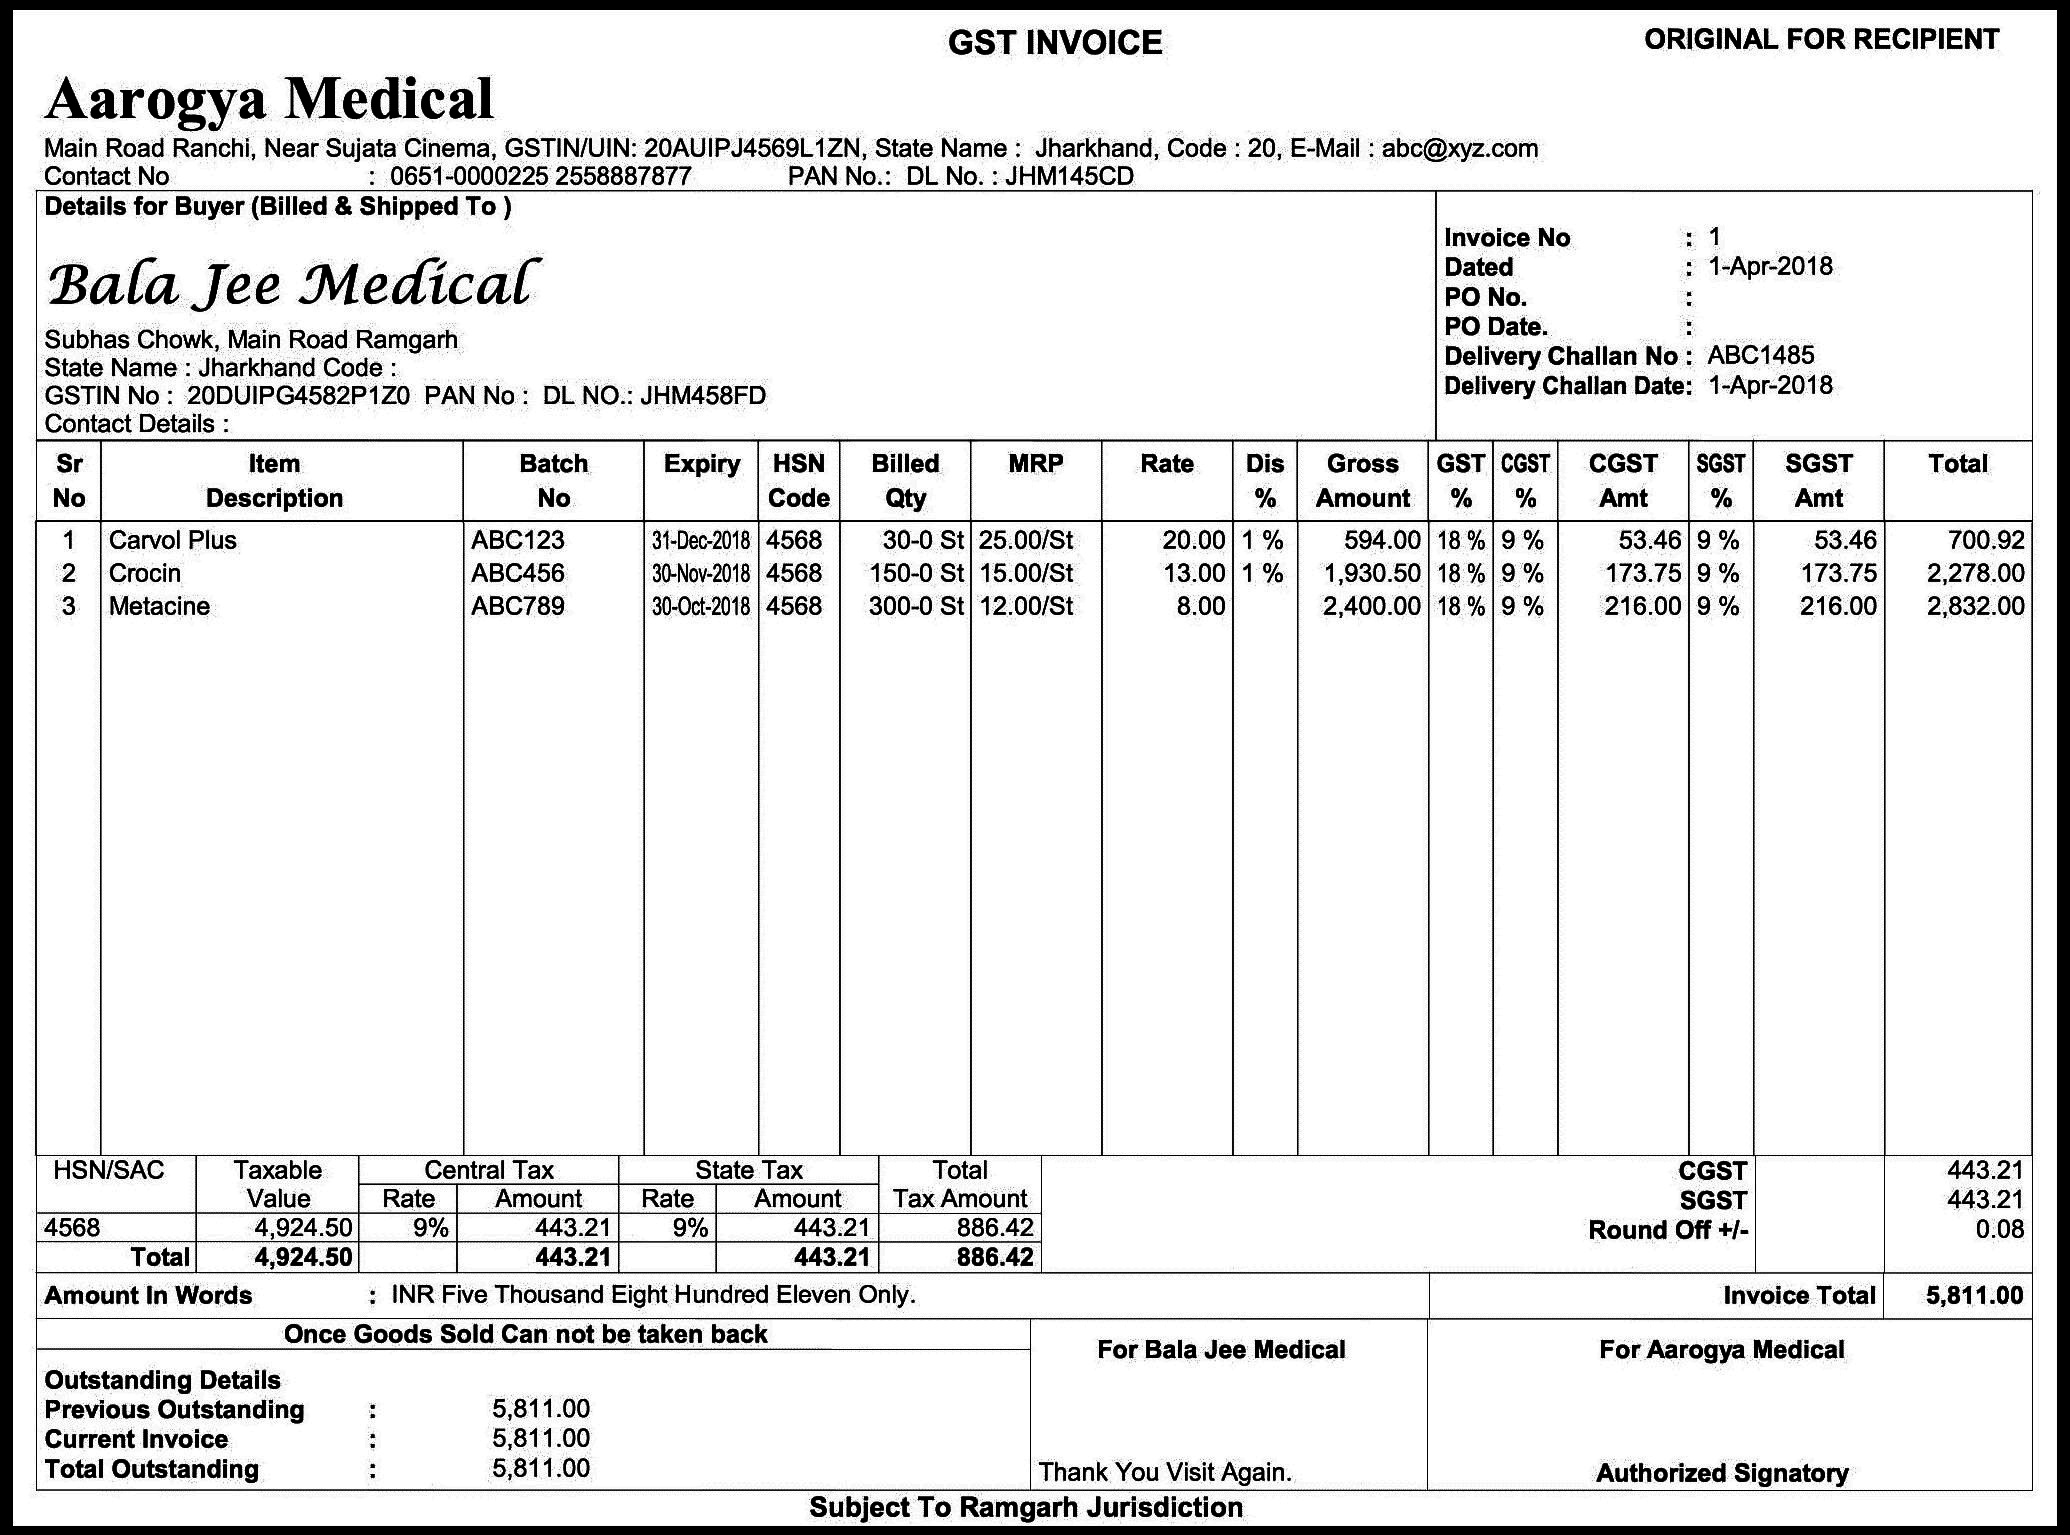 GST INVOICE
ORIGINAL FOR RECIPIENT
Aarogya Medical
Main Road Ranchi, Near Sujata Cinema, GSTIN/UIN: 20AUIPJ4569L1ZN, State Name : Jharkhand, Code : 20, E-Mail : abc@xyz.com
Contact No : 0651-0000225 2558887877 PAN No.: DL No. : JHM145CD
Details for Buyer (Billed & Shipped To )
Bala Jee Medical
Subhas Chowk, Main Road Ramgarh
State Name : Jharkhand Code :
GSTIN No : 20DUIPG4582P1Z0 PAN No : DL NO.: JHM458FD
Contact Details :
Invoice No : 1
Dated : 1-Apr-2018
PO No. :
PO Date. :
Delivery Challan No : ABC1485
Delivery Challan Date: 1-Apr-2018
Sr Item Batch Expiry HSN Billed MRP Rate Dis Gross GST CGST CGST SGST SGST Total
No Description No Code Qty % Amount % % Amt % Amt
1 Carvol Plus ABC123 31-Dec-2018 4568 30-0 St 25.00/St 20.00 1 % 594.00 18 % 9 % 53.46 9 % 53.46 700.92
2 Crocin ABC456 30-Nov-2018 4568 150-0 St 15.00/St 13.00 1 % 1,930.50 18 % 9 % 173.75 9 % 173.75 2,278.00
3 Metacine ABC789 30-Oct-2018 4568 300-0 St 12.00/St 8.00 2,400.00 18 % 9 % 216.00 9 % 216.00 2,832.00
HSN/SAC Taxable Central Tax State Tax Total
Value Rate Amount Rate Amount Tax Amount
4568 4,924.50 9% 443.21 9% 443.21 886.42
Total 4,924.50 443.21 443.21 886.42
CGST 443.21
SGST 443.21
Round Off +/- 0.08
Amount In Words : INR Five Thousand Eight Hundred Eleven Only.
Invoice Total 5,811.00
Once Goods Sold Can not be taken back
Outstanding Details
Previous Outstanding : 5,811.00
Current Invoice : 5,811.00
Total Outstanding : 5,811.00
For Bala Jee Medical
Thank You Visit Again.
For Aarogya Medical
Authorized Signatory
Subject To Ramgarh Jurisdiction